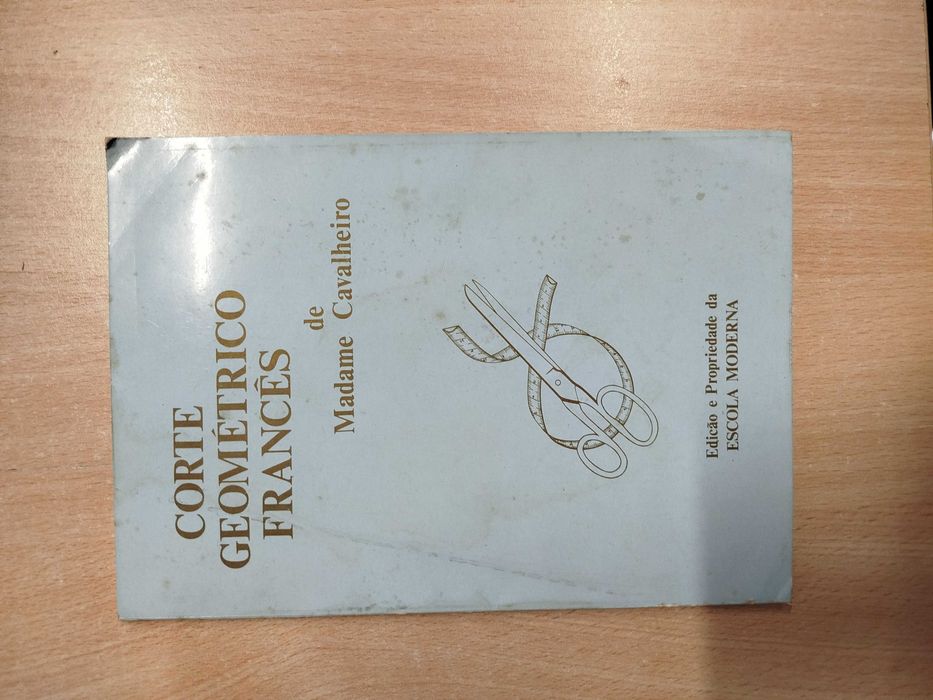 CORTE
GEOMÉTRICO
FRANCÊS
de
Madame Cavalheiro
Edição e Propriedade da
ESCOLA MODERNA